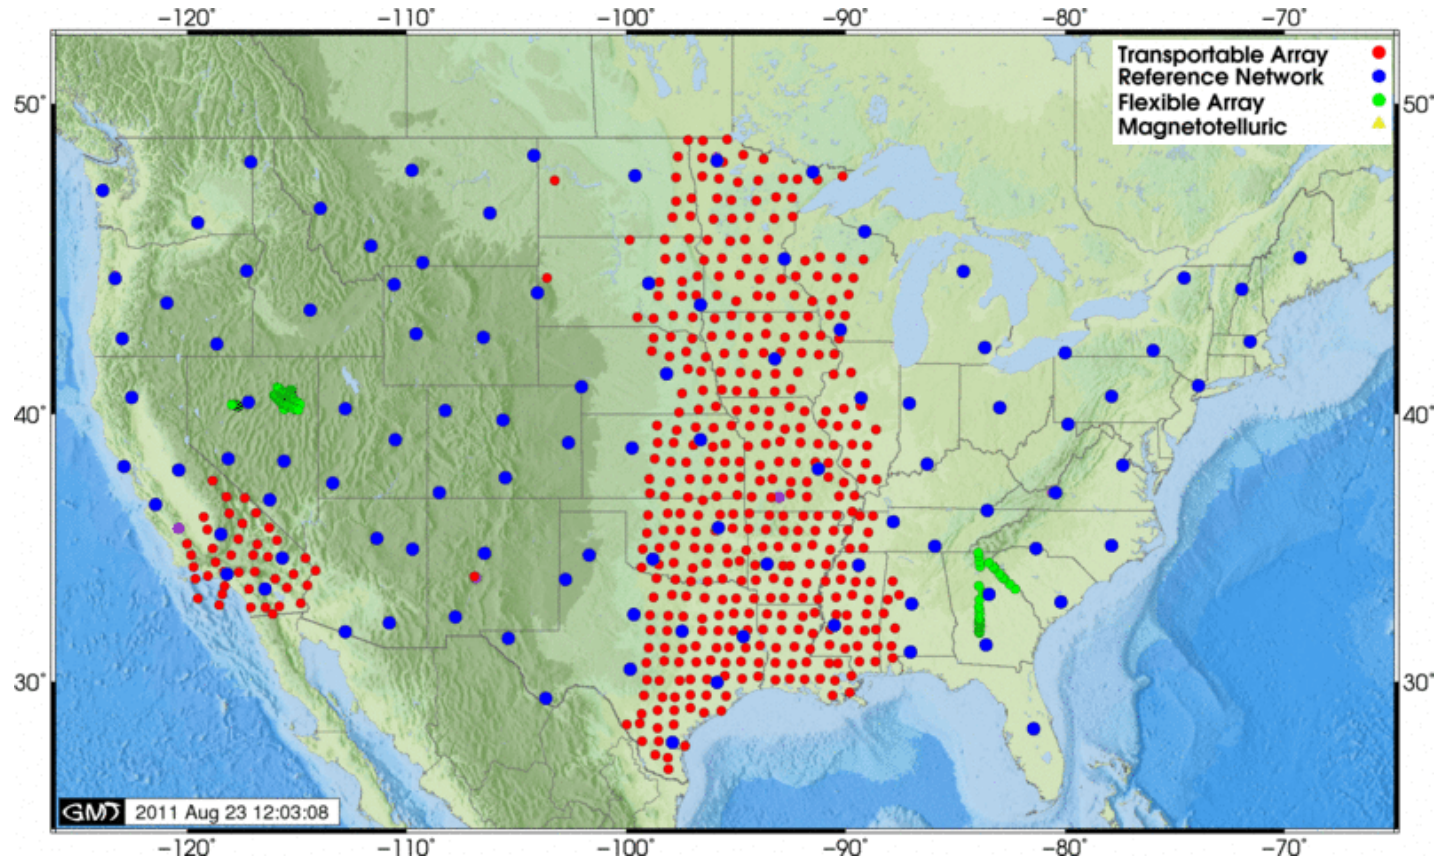 −120° −110° −100° −90° −80° −70°
Transportable Array
Reference Network
Flexible Array
Magnetotelluric
50° 50°
40° 40°
30° 30°
GMT 2011 Aug 23 12:03:08
−120° −110° −100° −90° −80° −70°